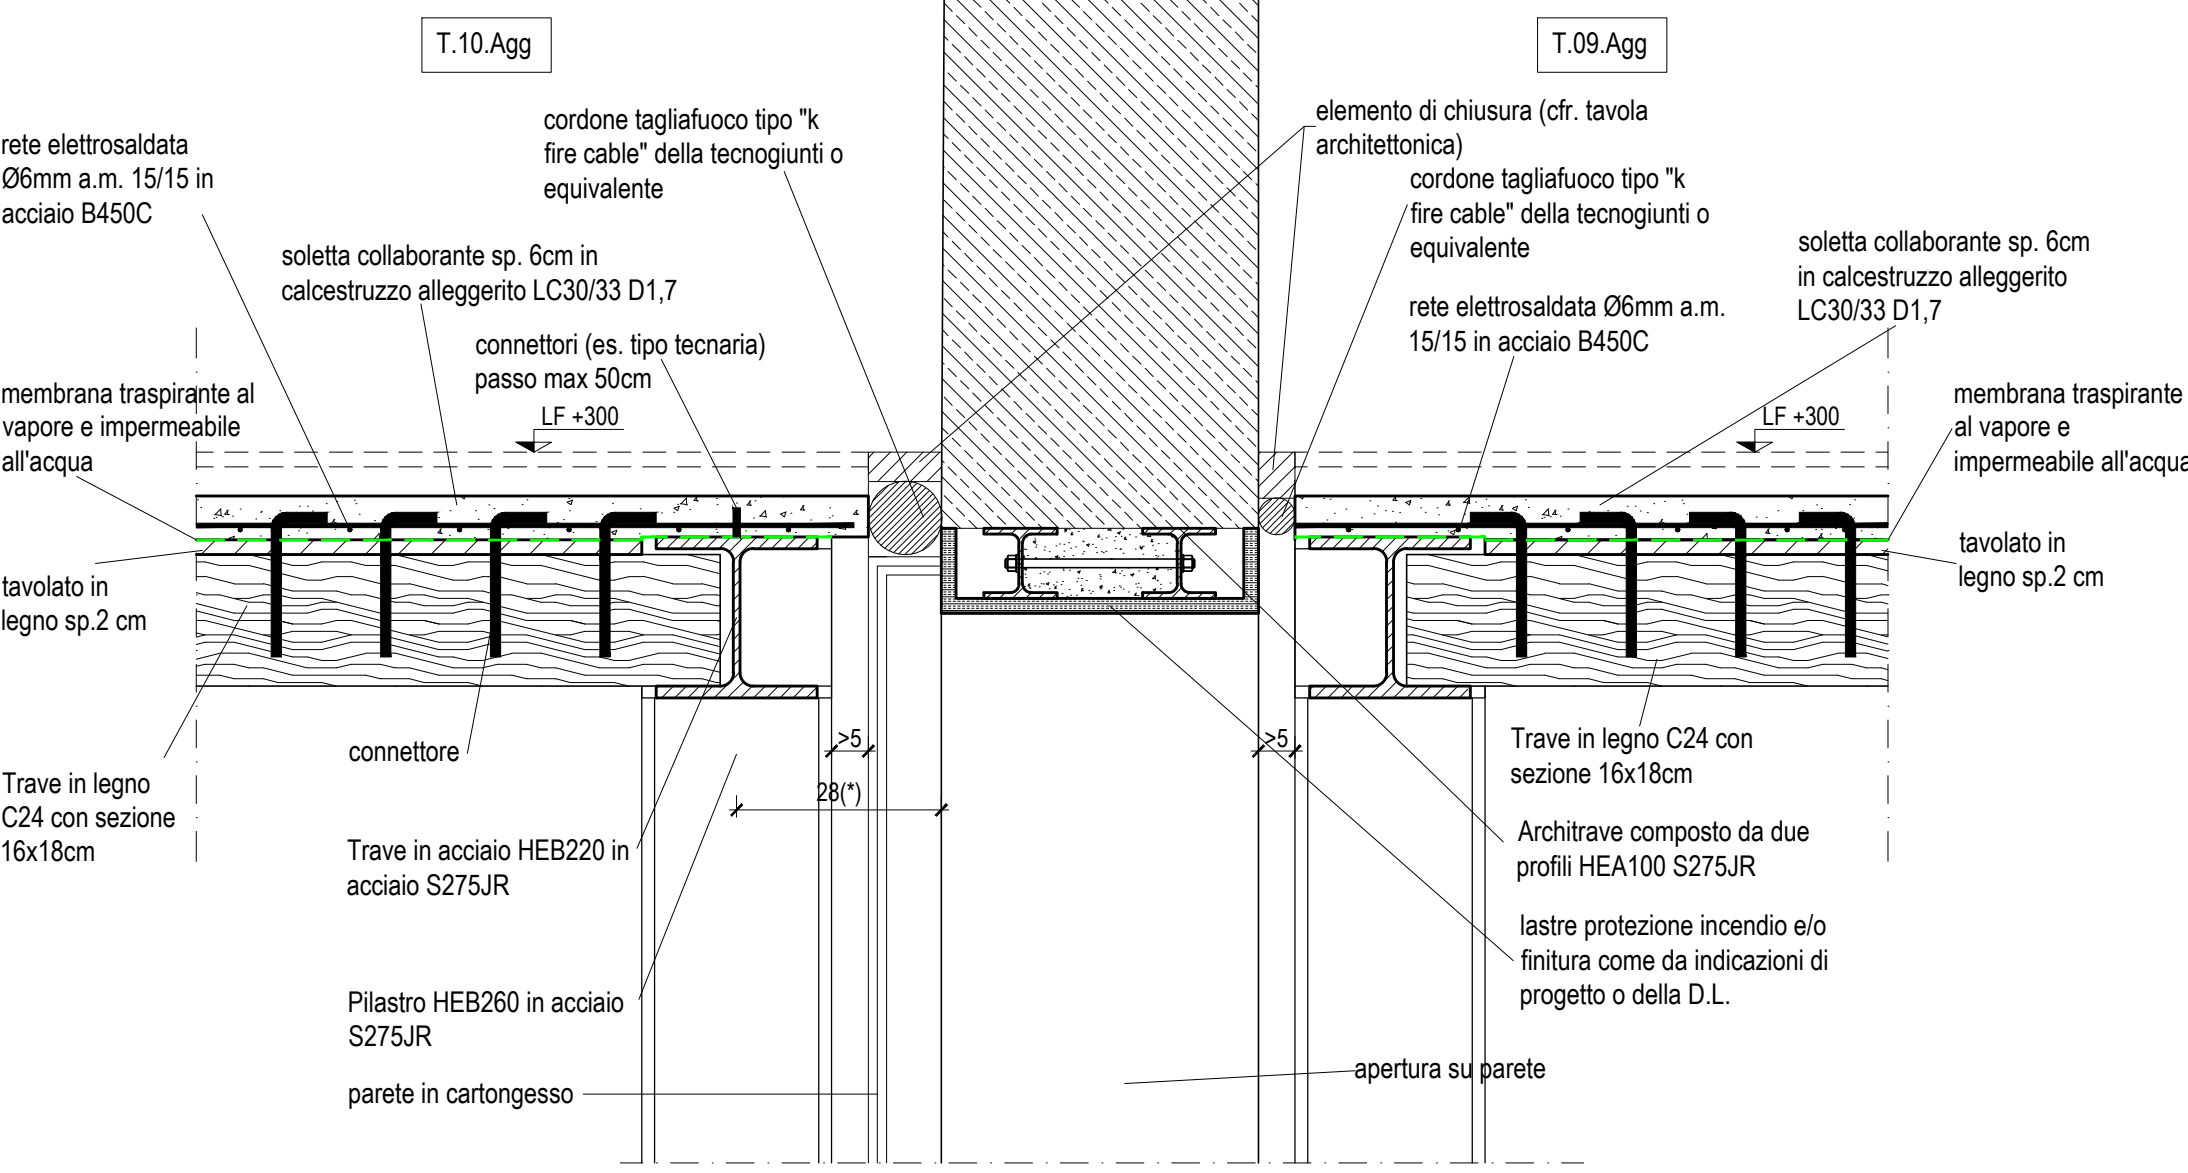 T.10.Agg
T.09.Agg
rete elettrosaldata
Ø6mm a.m. 15/15 in
acciaio B450C
cordone tagliafuoco tipo "k
fire cable" della tecnogiunti o
equivalente
soletta collaborante sp. 6cm in
calcestruzzo alleggerito LC30/33 D1,7
connettori (es. tipo tecnaria)
passo max 50cm
LF +300
membrana traspirante al
vapore e impermeabile
all'acqua
tavolato in
legno sp.2 cm
Trave in legno
C24 con sezione
16x18cm
connettore
Trave in acciaio HEB220 in
acciaio S275JR
Pilastro HEB260 in acciaio
S275JR
parete in cartongesso
>5
28(*)
elemento di chiusura (cfr. tavola
architettonica)
cordone tagliafuoco tipo "k
fire cable" della tecnogiunti o
equivalente
rete elettrosaldata Ø6mm a.m.
15/15 in acciaio B450C
soletta collaborante sp. 6cm
in calcestruzzo alleggerito
LC30/33 D1,7
LF +300
membrana traspirante
al vapore e
impermeabile all'acqua
tavolato in
legno sp.2 cm
>5
Trave in legno C24 con
sezione 16x18cm
Architrave composto da due
profili HEA100 S275JR
lastre protezione incendio e/o
finitura come da indicazioni di
progetto o della D.L.
apertura su parete